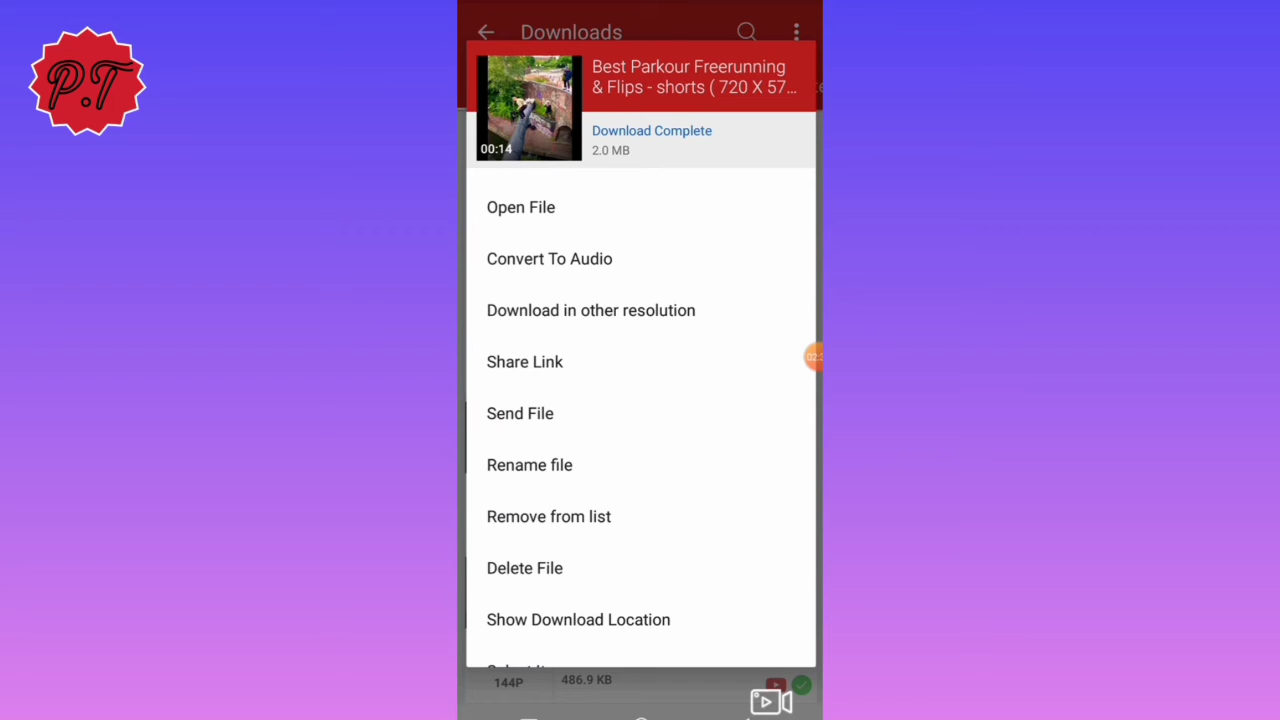 P.T
Downloads
Best Parkour Freerunning
& Flips - shorts ( 720 X 57...
Download Complete
00:14
2.0 MB
Open File
Convert To Audio
Download in other resolution
Share Link
Send File
Rename file
Remove from list
Delete File
Show Download Location
144P
486.9 KB